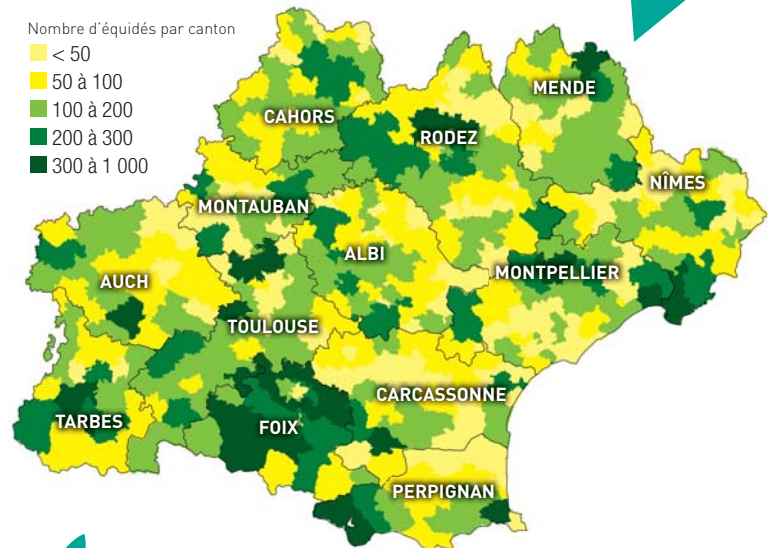 Nombre d'équidés par canton
< 50
50 à 100
100 à 200
200 à 300
300 à 1 000
MENDE
CAHORS
RODEZ
NÎMES
MONTAUBAN
ALBI
MONTPELLIER
AUCH
TOULOUSE
CARCASSONNE
TARBES
FOIX
PERPIGNAN